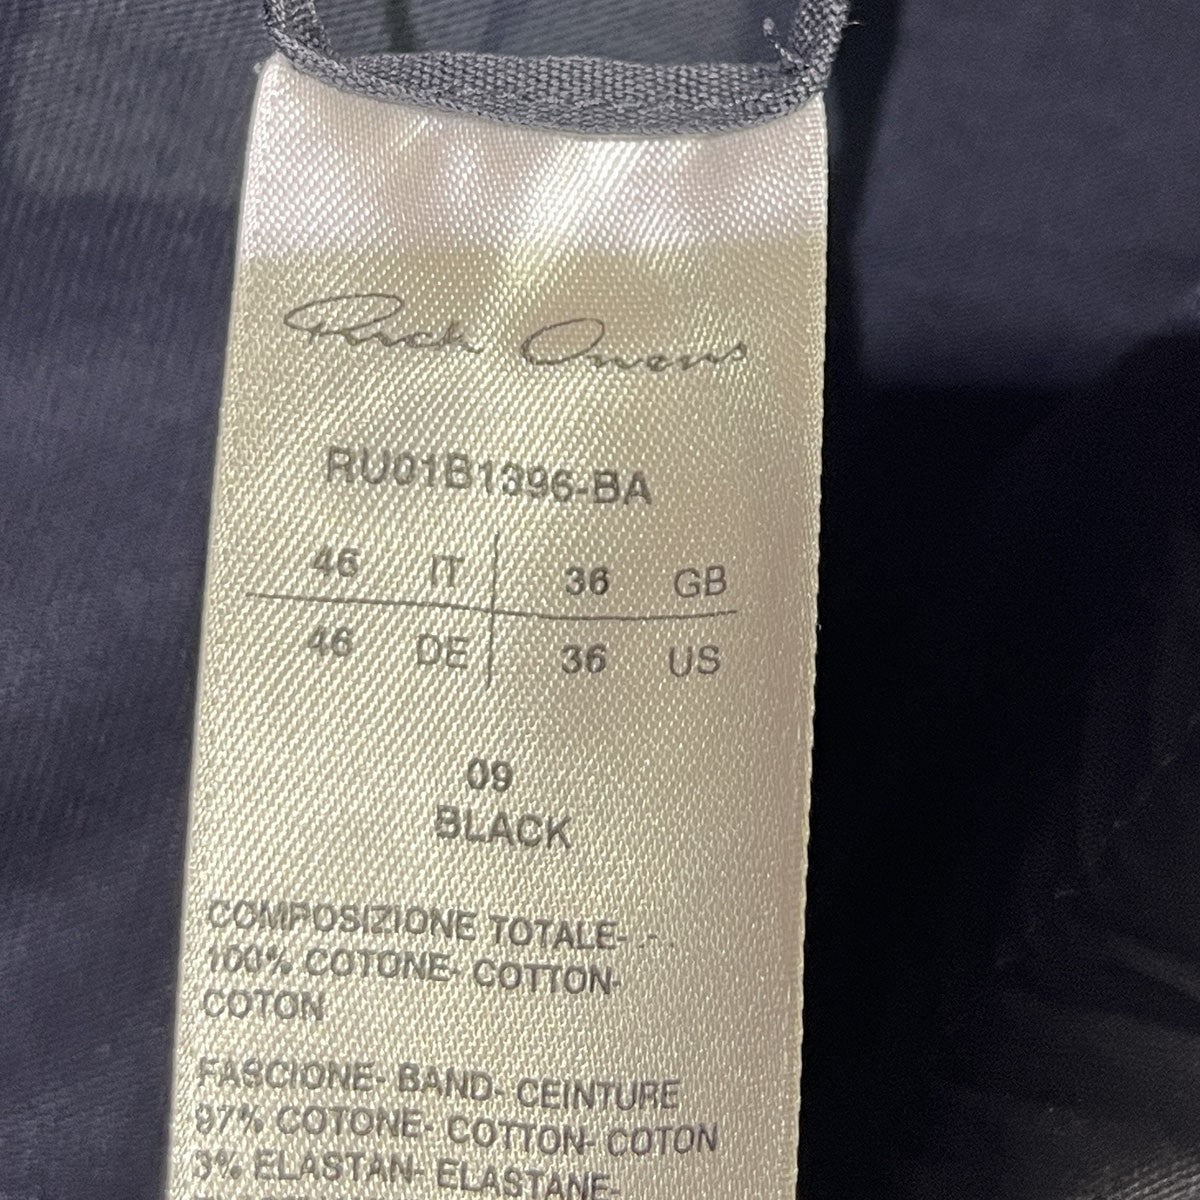 Rick Owens
RU01B1396-BA
46 IT 36 GB
46 DE 36 US
09
BLACK
COMPOSIZIONE TOTALE-
100% COTONE- COTTON-
COTON
FASCIONE- BAND- CEINTURE
97% COTONE- COTTON- COTON
3% ELASTAN- ELASTANE-